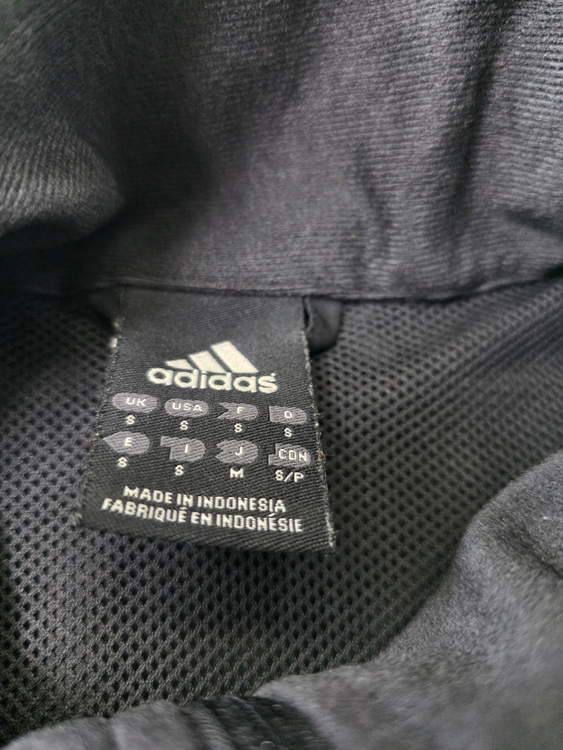 adidas
UK USA F D
S S S S
E I J CDN
S S M S/P
MADE IN INDONESIA
FABRIQUÉ EN INDONÉSIE